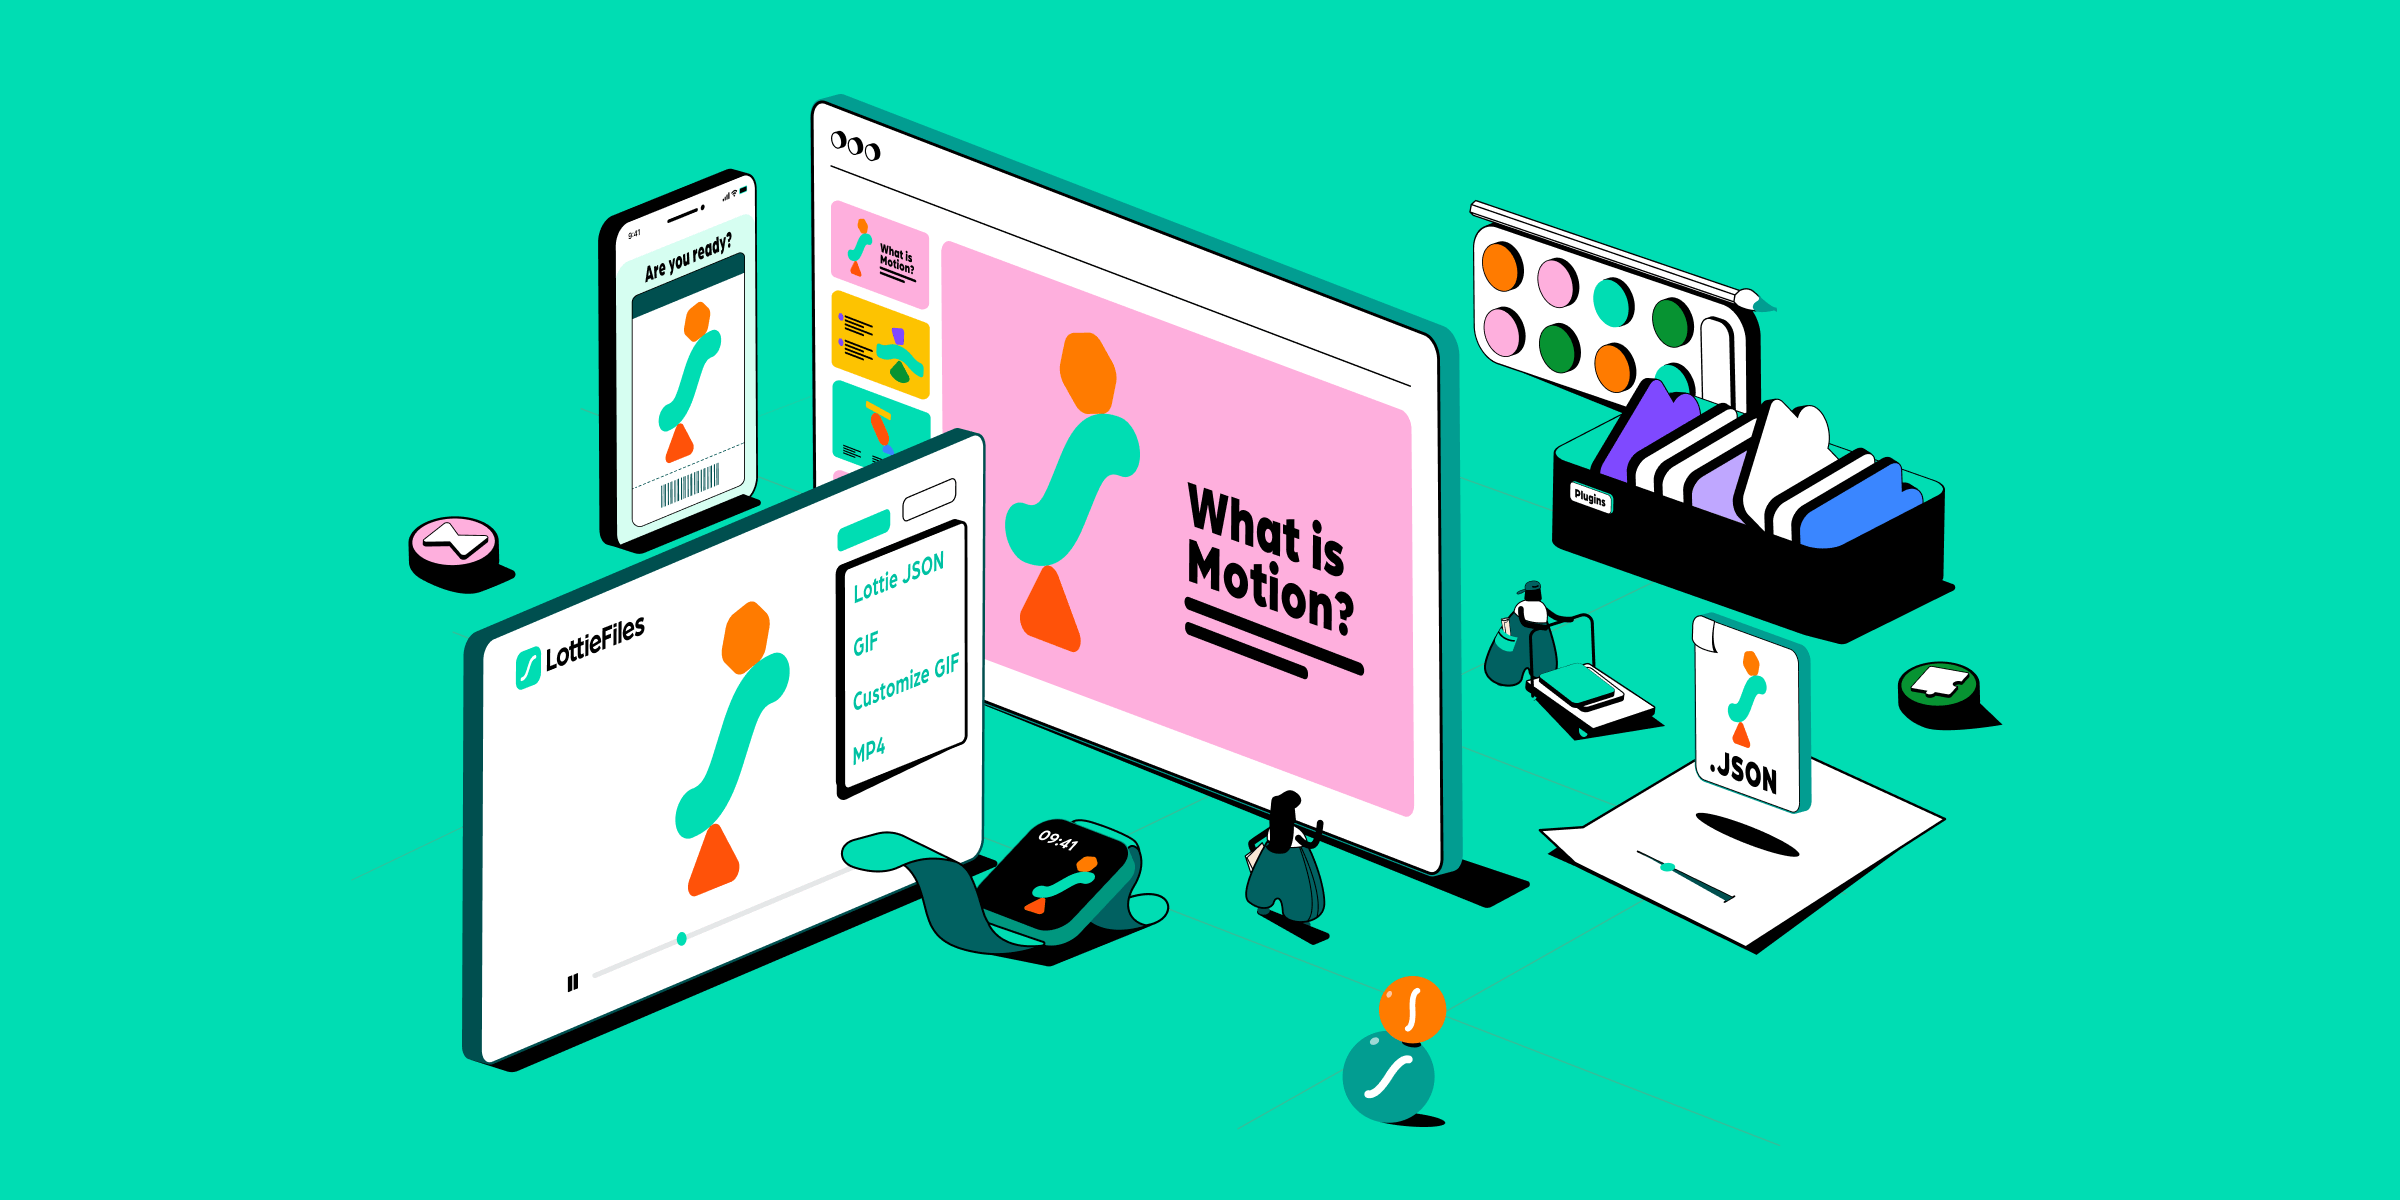 9:41
Are you ready?
What is
Motion?
What is
Motion?
LottieFiles
Lottie JSON
GIF
Customize GIF
MP4
09:41
Plugins
.JSON